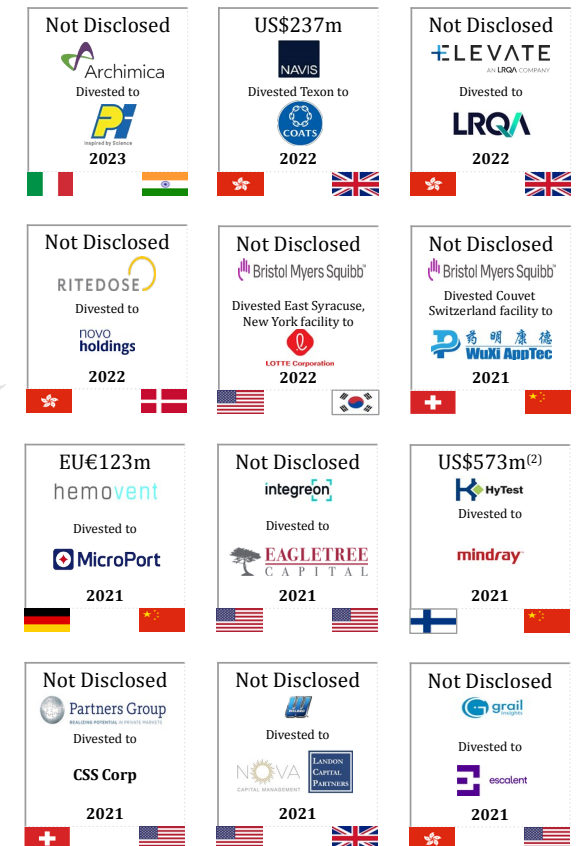 Not Disclosed
Archimica
Divested to
Pi
Inspired by Science
2023
US$237m
NAVIS
Divested Texon to
COATS
2022
Not Disclosed
ELEVATE
AN LRQA COMPANY
Divested to
LRQA
2022
Not Disclosed
RITEDOSE
Divested to
novo
holdings
2022
Not Disclosed
Bristol Myers Squibb™
Divested East Syracuse,
New York facility to
LOTTE Corporation
2022
Not Disclosed
Bristol Myers Squibb™
Divested Couvet
Switzerland facility to
药明康德
WuXi AppTec
2021
EU€123m
hemovent
Divested to
MicroPort
2021
Not Disclosed
integreon
Divested to
EAGLETREE
CAPITAL
2021
US$573m(2)
HyTest
Divested to
mindray
2021
Not Disclosed
Partners Group
REALIZING POTENTIAL IN PRIVATE MARKETS
Divested to
CSS Corp
2021
Not Disclosed
Divested to
NOVA
CAPITAL MANAGEMENT
LANDON
CAPITAL
PARTNERS
2021
Not Disclosed
grail
insights
Divested to
escalent
2021